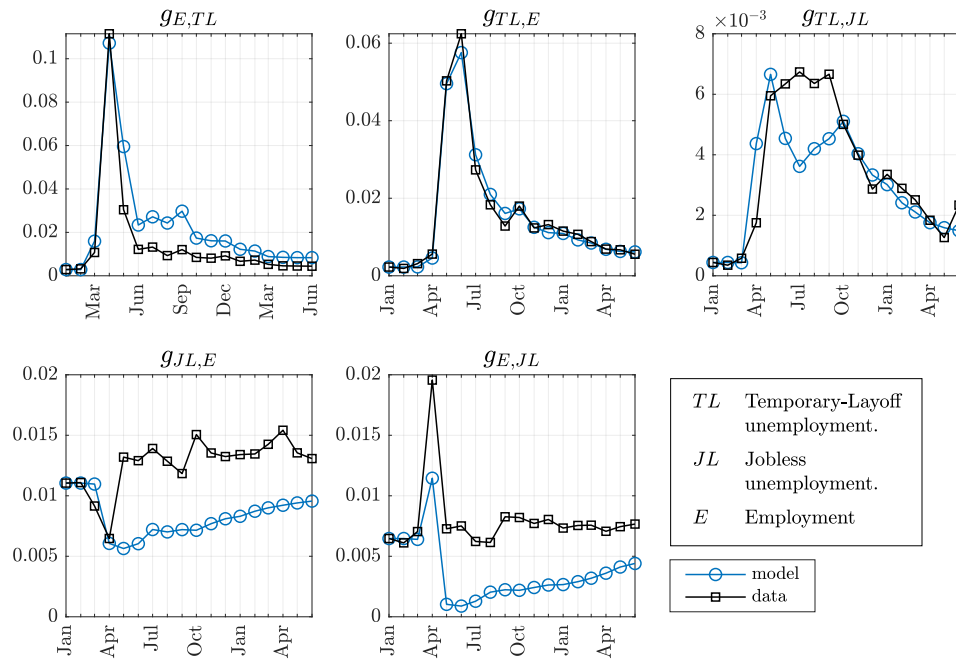 g_{E,TL}
0.1
0.08
0.06
0.04
0.02
0
Mar Jun Sep Dec Mar Jun
g_{TL,E}
0.06
0.04
0.02
0
Jan Apr Jul Oct Jan Apr
g_{TL,JL}
×10⁻³
8
6
4
2
0
Jan Apr Jul Oct Jan Apr
g_{JL,E}
0.02
0.015
0.01
0.005
0
Jan Apr Jul Oct Jan Apr
g_{E,JL}
0.02
0.015
0.01
0.005
0
Jan Apr Jul Oct Jan Apr
TL Temporary-Layoff
unemployment.
JL Jobless
unemployment.
E Employment
model
data